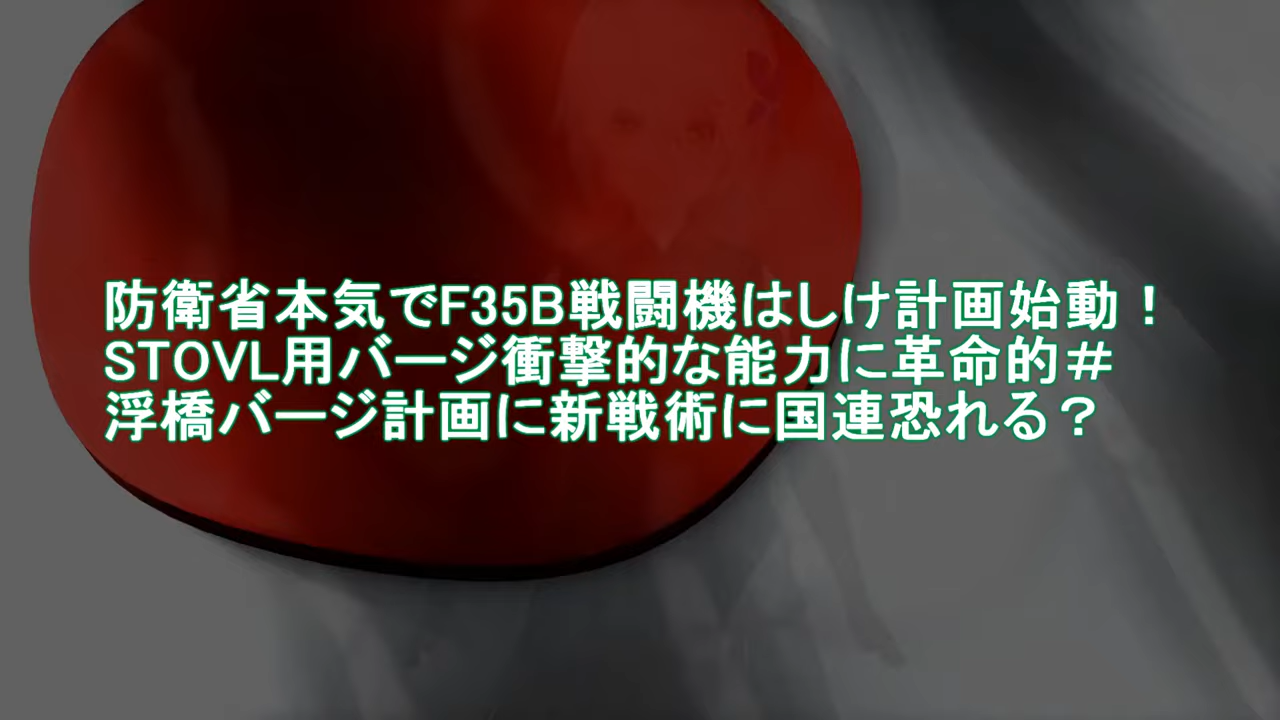 防衛省本気でF35B戦闘機はしけ計画始動！
STOVL用バージ衝撃的な能力に革命的＃
浮橋バージ計画に新戦術に国連恐れる？